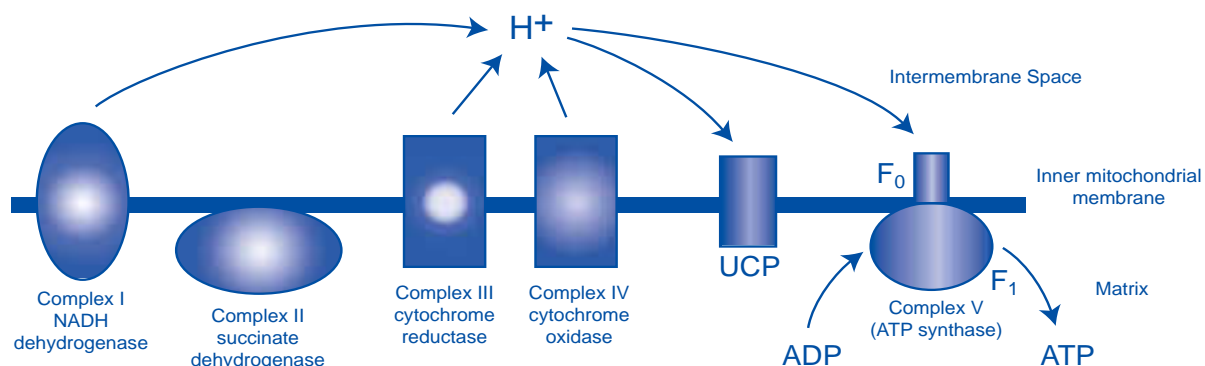 H+
Intermembrane Space
F0
Inner mitochondrial
membrane
UCP
F1
Matrix
Complex I
NADH
dehydrogenase
Complex II
succinate
dehydrogenase
Complex III
cytochrome
reductase
Complex IV
cytochrome
oxidase
Complex V
(ATP synthase)
ADP
ATP